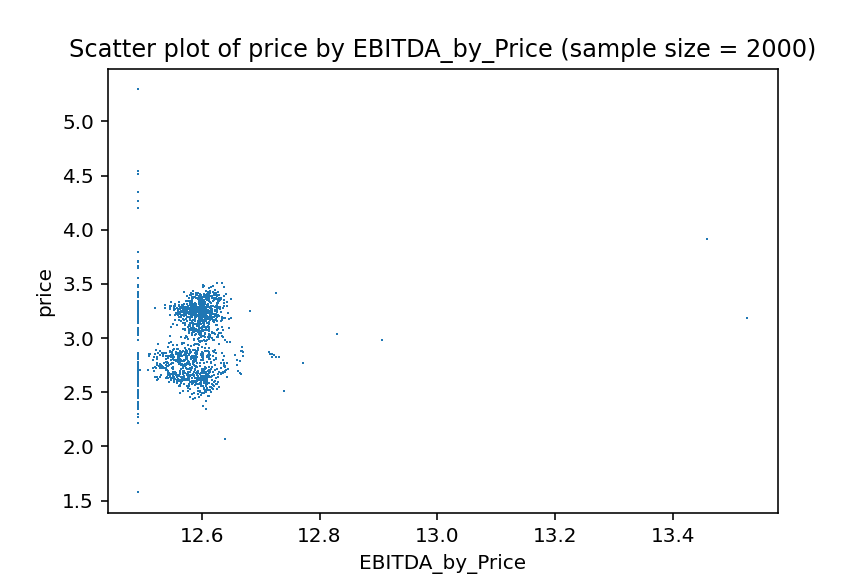 Scatter plot of price by EBITDA_by_Price (sample size = 2000)
5.0
4.5
4.0
3.5
3.0
2.5
2.0
1.5
price
12.6 12.8 13.0 13.2 13.4
EBITDA_by_Price